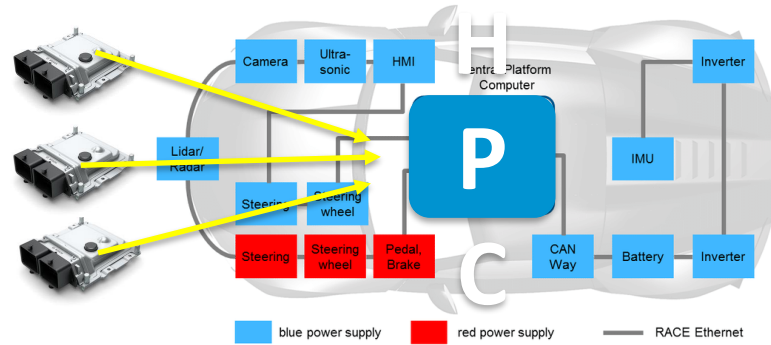 H
Camera
Ultra-
sonic
HMI
entral Platform
Computer
Inverter
P
Lidar/
Radar
IMU
Steering
Steering
wheel
Steering
Steering
wheel
Pedal,
Brake
C
CAN
Way
Battery
Inverter
blue power supply
red power supply
RACE Ethernet